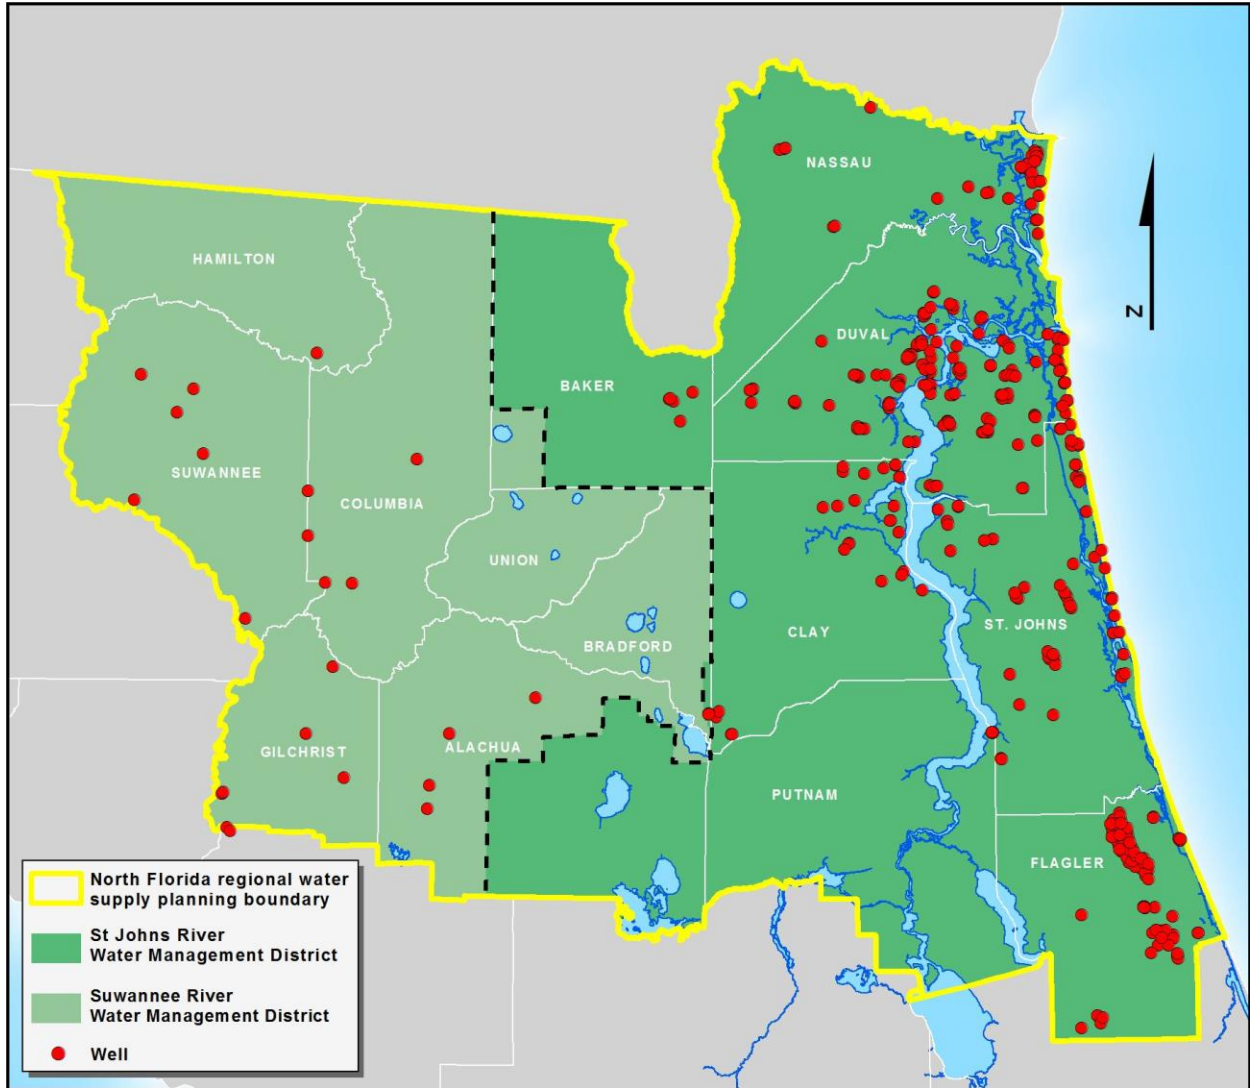 NASSAU
HAMILTON
DUVAL
BAKER
SUWANNEE
COLUMBIA
UNION
CLAY
ST. JOHNS
BRADFORD
GILCHRIST
ALACHUA
PUTNAM
FLAGLER
N
North Florida regional water
supply planning boundary
St Johns River
Water Management District
Suwannee River
Water Management District
Well